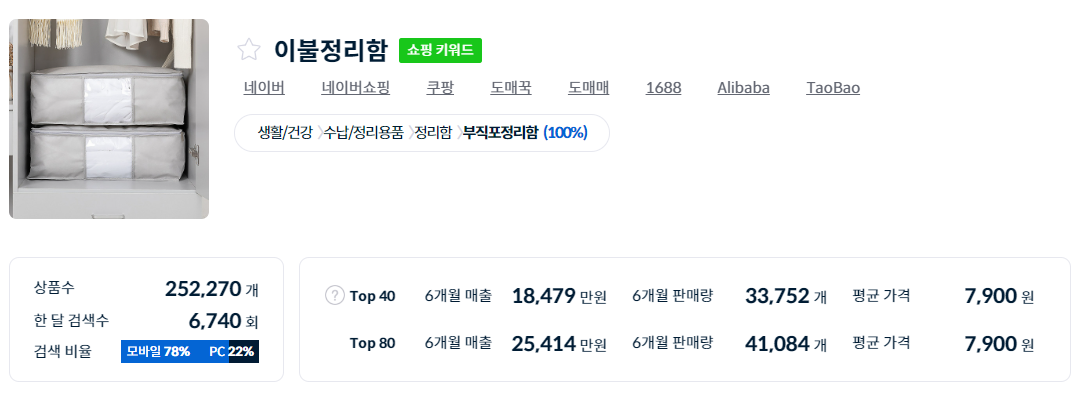 이불정리함 쇼핑 키워드
네이버 네이버쇼핑 쿠팡 도매꾹 도매매 1688 Alibaba TaoBao
생활/건강 〉수납/정리용품 〉정리함 〉부직포정리함 (100%)
상품수 252,270 개
한 달 검색수 6,740 회
검색 비율 모바일 78% PC 22%
? Top 40 6개월 매출 18,479 만원 6개월 판매량 33,752 개 평균 가격 7,900 원
Top 80 6개월 매출 25,414 만원 6개월 판매량 41,084 개 평균 가격 7,900 원